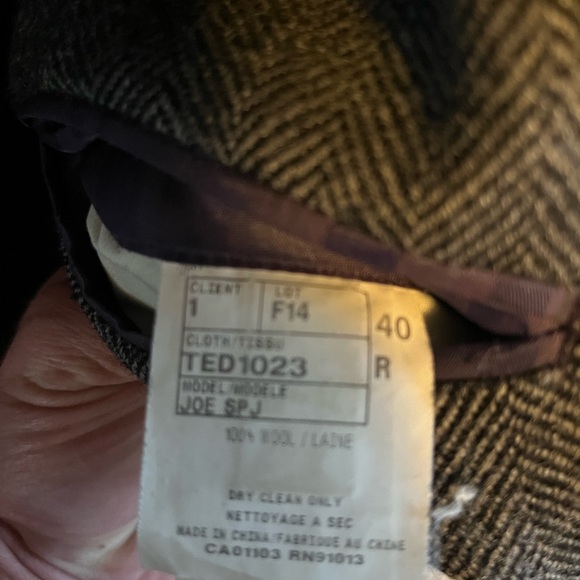 CLIENT LOT
1 F14 40
CLOTH/TISSU
TED1023 R
MODEL/MODELE
JOE SPJ
100% WOOL / LAINE
DRY CLEAN ONLY
NETTOYAGE A SEC
MADE IN CHINA/FABRIQUE AU CHINE
CA01103 RN91013